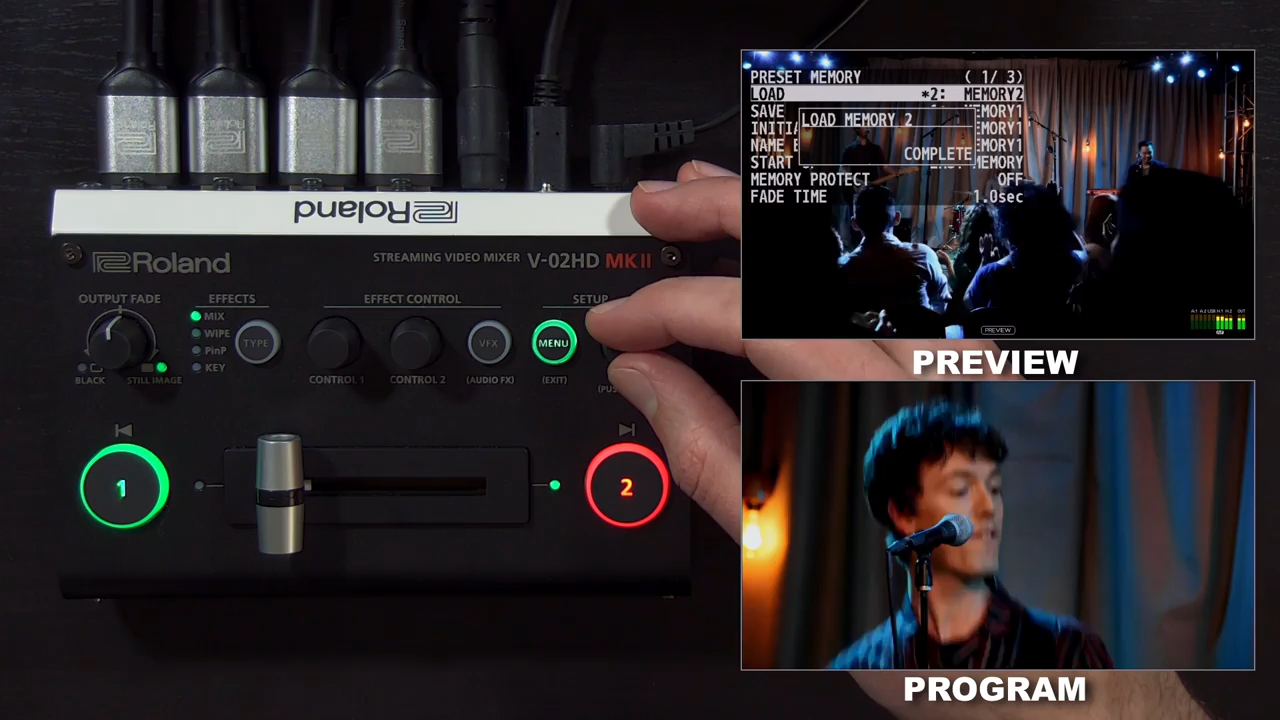 Roland
Roland
STREAMING VIDEO MIXER V-02HD MKII
OUTPUT FADE
EFFECTS
EFFECT CONTROL
SETUP
MIX
WIPE
PinP
KEY
TYPE
VFX
MENU
BLACK
STILL IMAGE
CONTROL 1
CONTROL 2
(AUDIO FX)
(EXIT)
1
2
PRESET MEMORY ( 1/ 3)
LOAD *2: MEMORY2
SAVE MEMORY1
LOAD MEMORY 2
COMPLETE
MEMORY PROTECT OFF
FADE TIME 1.0sec
PREVIEW
PREVIEW
PROGRAM